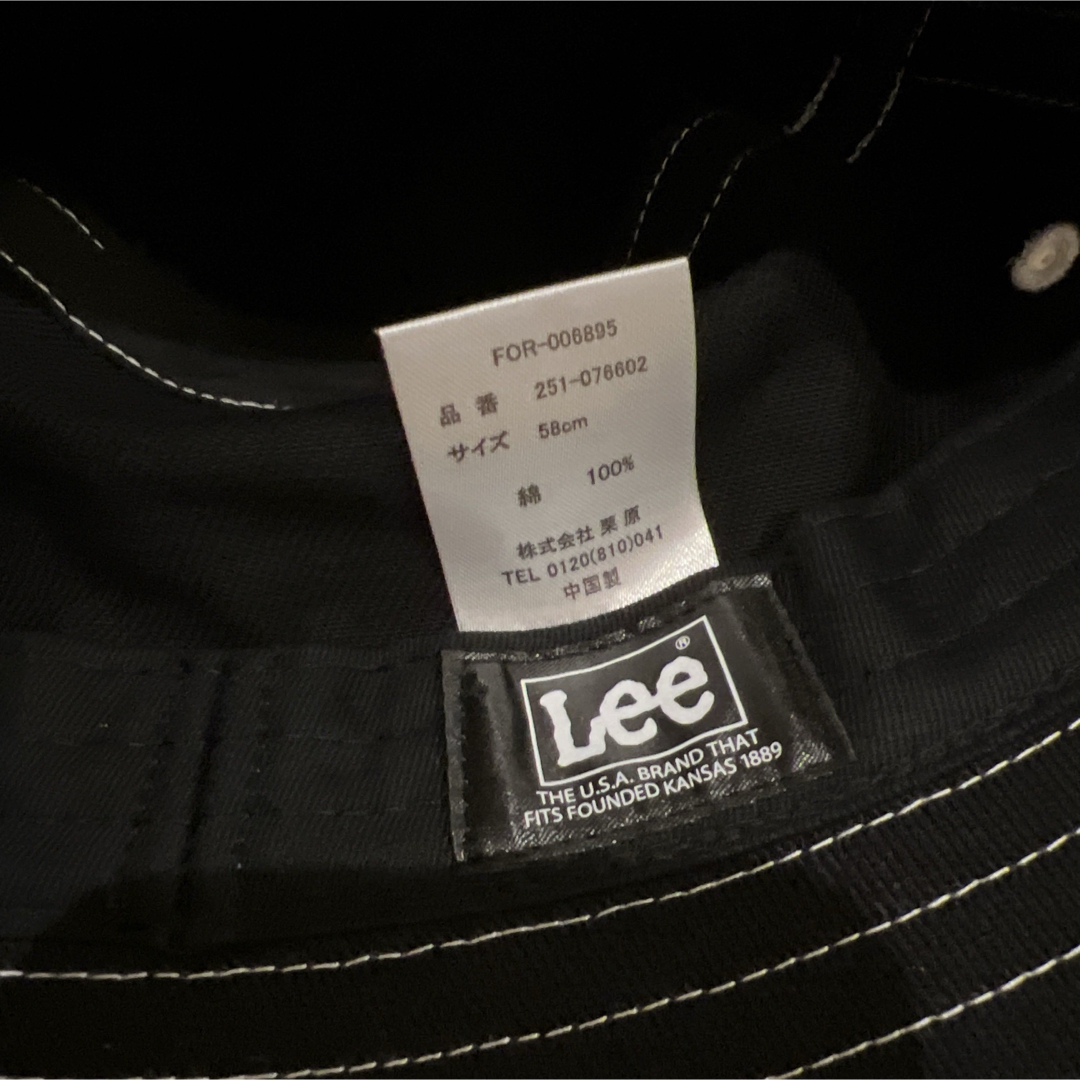 FOR-006895
品番 251-076602
サイズ 58cm
綿 100%
株式会社 栗原
TEL 0120(810)041
中国製
Lee ®
THE U.S.A. BRAND THAT
FITS FOUNDED KANSAS 1889